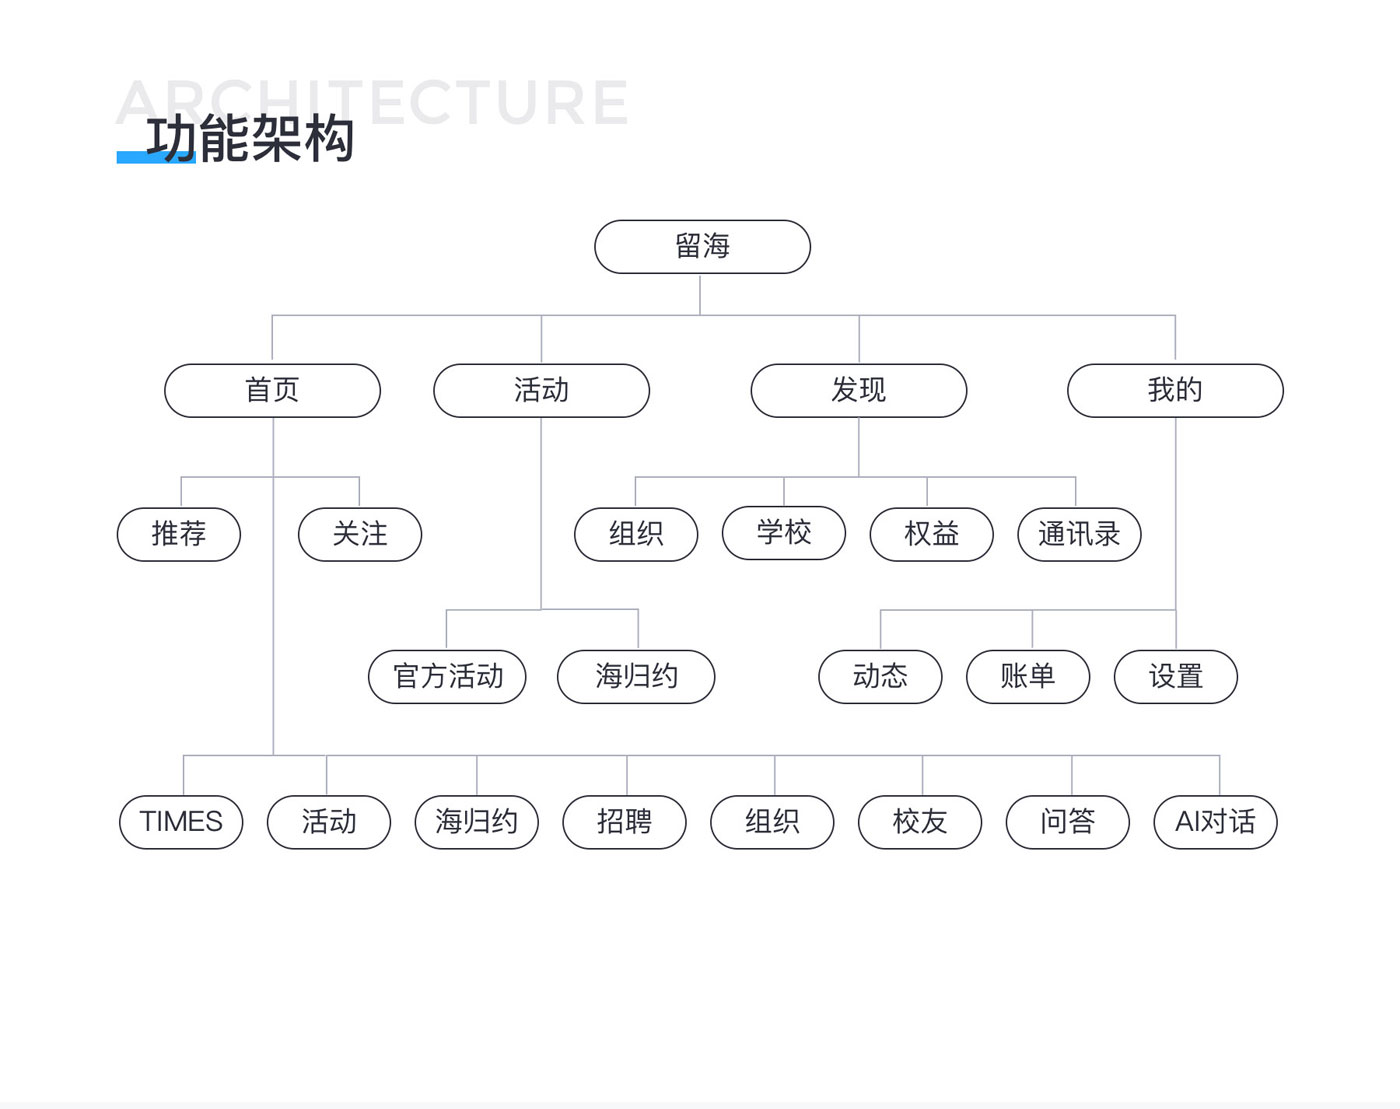 ARCHITECTURE
功能架构
留海
首页
活动
发现
我的
推荐
关注
组织
学校
权益
通讯录
官方活动
海归约
动态
账单
设置
TIMES
活动
海归约
招聘
组织
校友
问答
AI对话